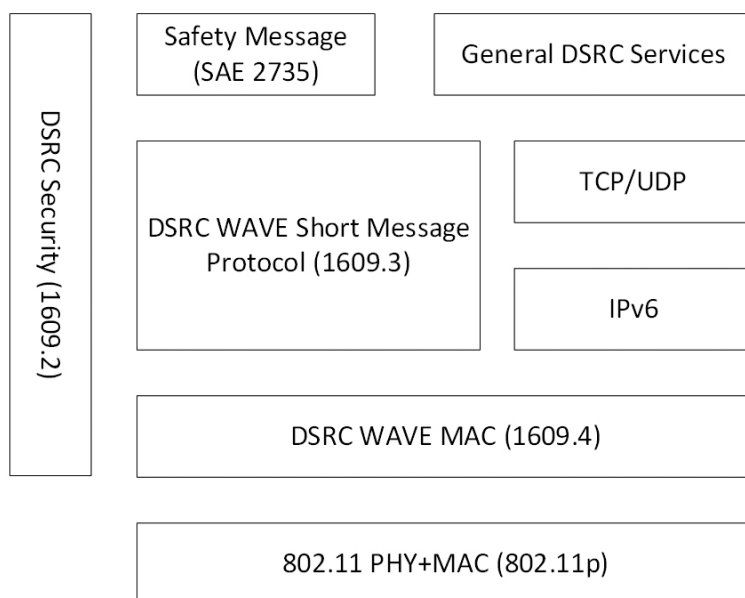 DSRC Security (1609.2)
Safety Message
(SAE 2735)
General DSRC Services
DSRC WAVE Short Message
Protocol (1609.3)
TCP/UDP
IPv6
DSRC WAVE MAC (1609.4)
802.11 PHY+MAC (802.11p)